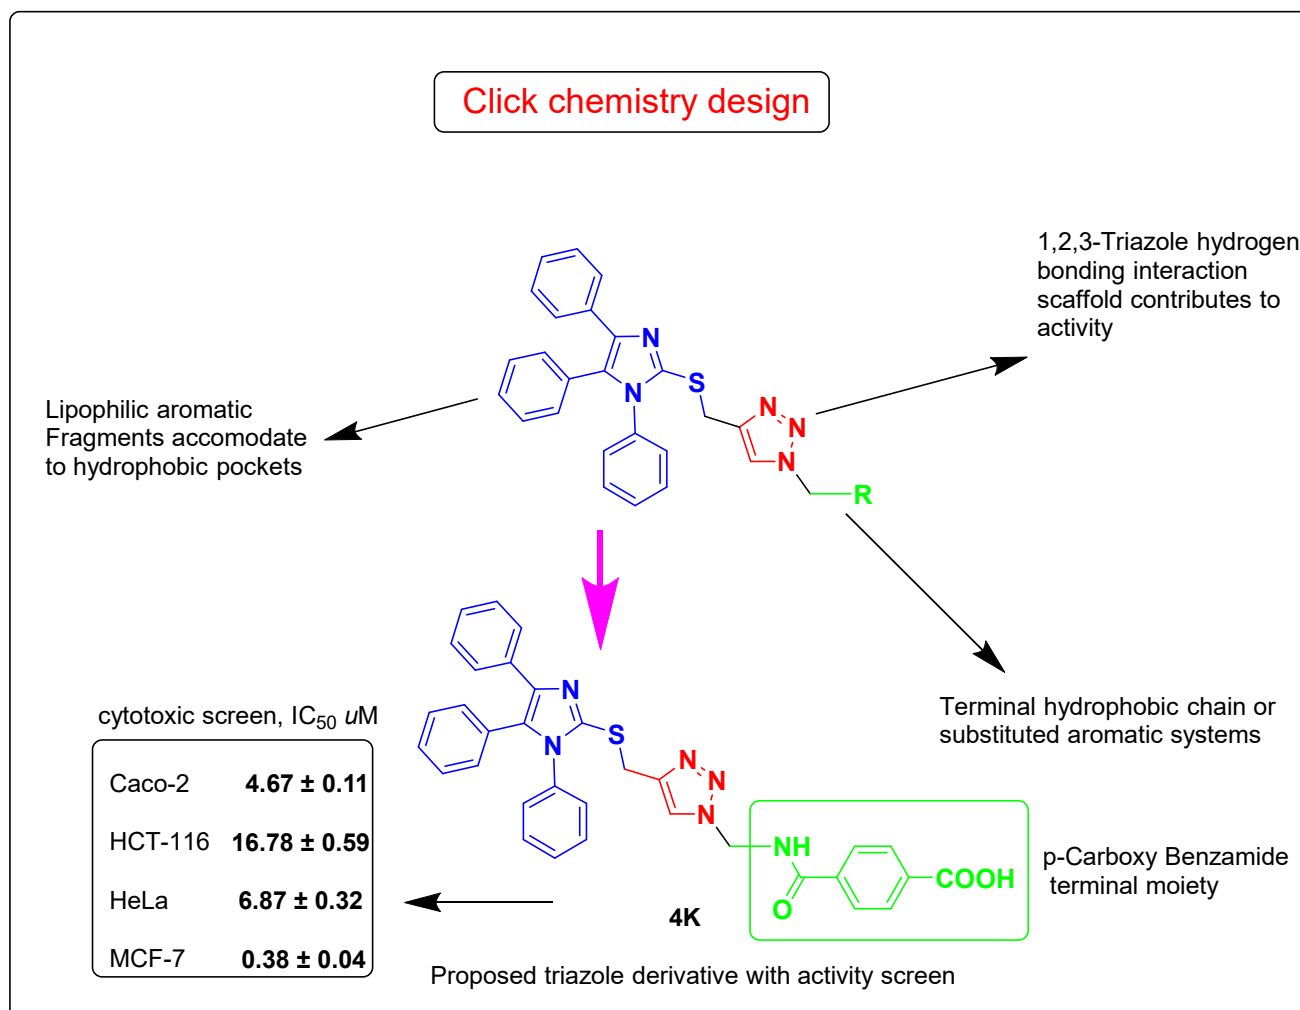 Click chemistry design
1,2,3-Triazole hydrogen
bonding interaction
scaffold contributes to
activity
N
S
N
N
N
N
R
Lipophilic aromatic
Fragments accomodate
to hydrophobic pockets
Terminal hydrophobic chain or
substituted aromatic systems
N
S
N
N
N
N
NH
O
COOH
4K
p-Carboxy Benzamide
terminal moiety
cytotoxic screen, IC50 uM
Caco-2 4.67 ± 0.11
HCT-116 16.78 ± 0.59
HeLa 6.87 ± 0.32
MCF-7 0.38 ± 0.04
Proposed triazole derivative with activity screen